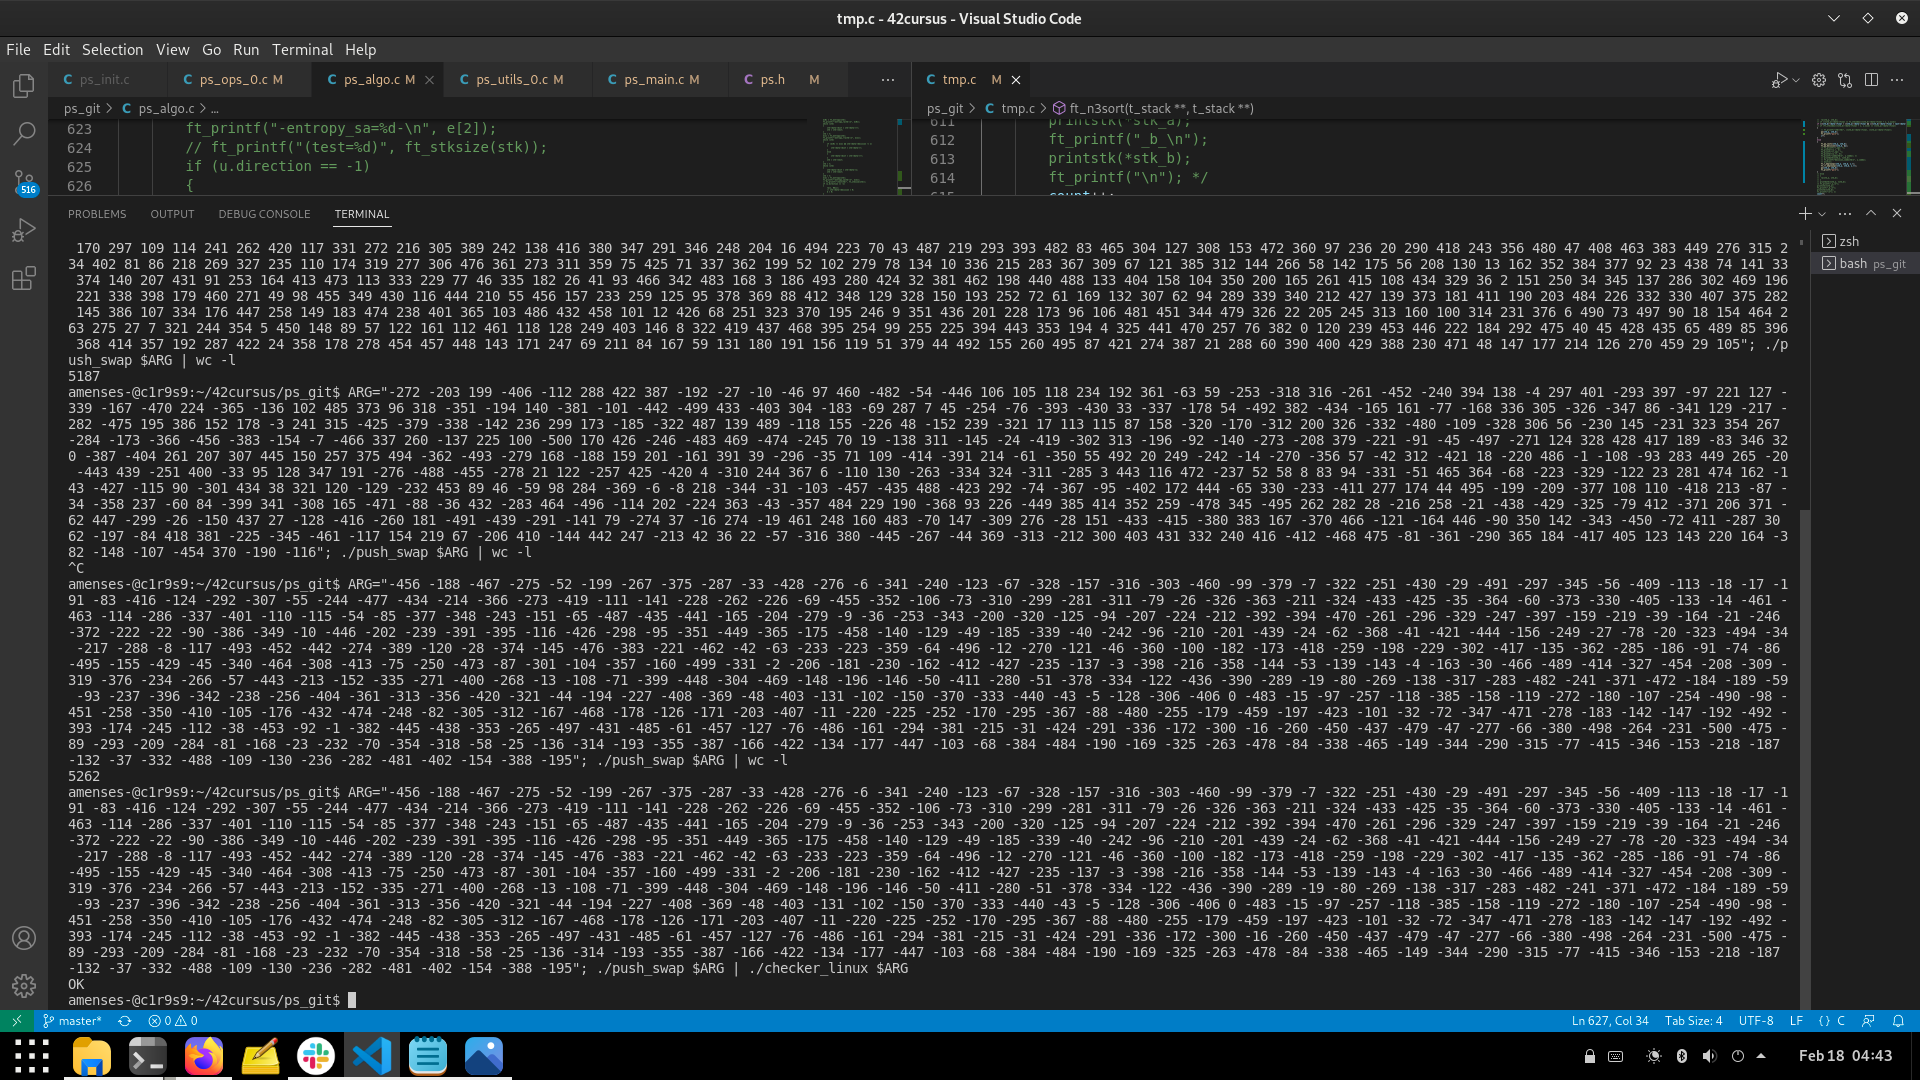 tmp.c - 42cursus - Visual Studio Code
File Edit Selection View Go Run Terminal Help
ps_init.c ps_ops_0.c M ps_algo.c M ps_utils_0.c M ps_main.c M ps.h M tmp.c M
ps_git > ps_algo.c > ... ps_git > tmp.c > ft_n3sort(t_stack **, t_stack **)
623 ft_printf("-entropy_sa=%d-\n", e[2]);
624 // ft_printf("(test=%d)", ft_stksize(stk));
625 if (u.direction == -1)
626 {
611 printstk(*stk_a);
612 ft_printf("_b_\n");
613 printstk(*stk_b);
614 ft_printf("\n"); */
615 count++;
516
PROBLEMS OUTPUT DEBUG CONSOLE TERMINAL
zsh
bash ps_git
170 297 109 114 241 262 420 117 331 272 216 305 389 242 138 416 380 347 291 346 248 204 16 494 223 70 43 487 219 293 393 482 83 465 304 127 308 153 472 360 97 236 20 290 418 243 356 480 47 408 463 383 449 276 315 2
34 402 81 86 218 269 327 235 110 174 319 277 306 476 361 273 311 359 75 425 71 337 362 199 52 102 279 78 134 10 336 215 283 367 309 67 121 385 312 144 266 58 142 175 56 208 130 13 162 352 384 377 92 23 438 74 141 33
374 140 207 431 91 253 164 413 473 113 333 229 77 46 335 182 26 41 93 466 342 483 168 3 186 493 280 424 32 381 462 198 440 488 133 404 158 104 350 200 165 261 415 108 434 329 36 2 151 250 34 345 137 286 302 469 196
221 338 398 179 460 271 49 98 455 349 430 116 444 210 55 456 157 233 259 125 95 378 369 88 412 348 129 328 150 193 252 72 61 169 132 307 62 94 289 339 340 212 427 139 373 181 411 190 203 484 226 332 330 407 375 282
145 386 107 334 176 447 258 149 183 474 238 401 365 103 486 432 458 101 12 426 68 251 323 370 195 246 9 351 436 201 228 173 96 106 481 451 344 479 326 22 205 245 313 160 100 314 231 376 6 490 73 497 90 18 154 464 2
63 275 27 7 321 244 354 5 450 148 89 57 122 161 112 461 118 128 249 403 146 8 322 419 437 468 395 254 99 255 225 394 443 353 194 4 325 441 470 257 76 382 0 120 239 453 446 222 184 292 475 40 45 428 435 65 489 85 396
368 414 357 192 287 422 24 358 178 278 454 457 448 143 171 247 69 211 84 167 59 131 180 191 156 119 51 379 44 492 155 260 495 87 421 274 387 21 288 60 390 400 429 388 230 471 48 147 177 214 126 270 459 29 105"; ./p
ush_swap $ARG | wc -l
5187
amenses-@c1r9s9:~/42cursus/ps_git$ ARG="-272 -203 199 -406 -112 288 422 387 -192 -27 -10 -46 97 460 -482 -54 -446 106 105 118 234 192 361 -63 59 -253 -318 316 -261 -452 -240 394 138 -4 297 401 -293 397 -97 221 127 -
339 -167 -470 224 -365 -136 102 485 373 96 318 -351 -194 140 -381 -101 -442 -499 433 -403 304 -183 -69 287 7 45 -254 -76 -393 -430 33 -337 -178 54 -492 382 -434 -165 161 -77 -168 336 305 -326 -347 86 -341 129 -217 -
282 -475 195 386 152 178 -3 241 315 -425 -379 -338 -142 236 299 173 -185 -322 487 139 489 -118 155 -226 48 -152 239 -321 17 113 115 87 158 -320 -170 -312 200 326 -332 -480 -109 -328 306 56 -230 145 -231 323 354 267
-284 -173 -366 -456 -383 -154 -7 -466 337 260 -137 225 100 -500 170 426 -246 -483 469 -474 -245 70 19 -138 311 -145 -24 -419 -302 313 -196 -92 -140 -273 -208 379 -221 -91 -45 -497 -271 124 328 428 417 189 -83 346 32
0 -387 -404 261 207 307 445 150 257 375 494 -362 -493 -279 168 -188 159 201 -161 391 39 -296 -35 71 109 -414 -391 214 -61 -350 55 492 20 249 -242 -14 -270 -356 57 -42 312 -421 18 -220 486 -1 -108 -93 283 449 265 -20
-443 439 -251 400 -33 95 128 347 191 -276 -488 -455 -278 21 122 -257 425 -420 4 -310 244 367 6 -110 130 -263 -334 324 -311 -285 3 443 116 472 -237 52 58 8 83 94 -331 -51 465 364 -68 -223 -329 -122 23 281 474 162 -1
43 -427 -115 90 -301 434 38 321 120 -129 -232 453 89 46 -59 98 284 -369 -6 -8 218 -344 -31 -103 -457 -435 488 -423 292 -74 -367 -95 -402 172 444 -65 330 -233 -411 277 174 44 495 -199 -209 -377 108 110 -418 213 -87 -
34 -358 237 -60 84 -399 341 -308 165 -471 -88 -36 432 -283 464 -496 -114 202 -224 363 -43 -357 484 229 190 -368 93 226 -449 385 414 352 259 -478 345 -495 262 282 28 -216 258 -21 -438 -429 -325 -79 412 -371 206 371 -
62 447 -299 -26 -150 437 27 -128 -416 -260 181 -491 -439 -291 -141 79 -274 37 -16 274 -19 461 248 160 483 -70 147 -309 276 -28 151 -433 -415 -380 383 167 -370 466 -121 -164 446 -90 350 142 -343 -450 -72 411 -287 30
62 -197 -84 418 381 -225 -345 -461 -117 154 219 67 -206 410 -144 442 247 -213 42 36 22 -57 -316 380 -445 -267 -44 369 -313 -212 300 403 431 332 240 416 -412 -468 475 -81 -361 -290 365 184 -417 405 123 143 220 164 -3
82 -148 -107 -454 370 -190 -116"; ./push_swap $ARG | wc -l
^C
amenses-@c1r9s9:~/42cursus/ps_git$ ARG="-456 -188 -467 -275 -52 -199 -267 -375 -287 -33 -428 -276 -6 -341 -240 -123 -67 -328 -157 -316 -303 -460 -99 -379 -7 -322 -251 -430 -29 -491 -297 -345 -56 -409 -113 -18 -17 -1
91 -83 -416 -124 -292 -307 -55 -244 -477 -434 -214 -366 -273 -419 -111 -141 -228 -262 -226 -69 -455 -352 -106 -73 -310 -299 -281 -311 -79 -26 -326 -363 -211 -324 -433 -425 -35 -364 -60 -373 -330 -405 -133 -14 -461 -
463 -114 -286 -337 -401 -110 -115 -54 -85 -377 -348 -243 -151 -65 -487 -435 -441 -165 -204 -279 -9 -36 -253 -343 -200 -320 -125 -94 -207 -224 -212 -392 -394 -470 -261 -296 -329 -247 -397 -159 -219 -39 -164 -21 -246
-372 -222 -22 -90 -386 -349 -10 -446 -202 -239 -391 -395 -116 -426 -298 -95 -351 -449 -365 -175 -458 -140 -129 -49 -185 -339 -40 -242 -96 -210 -201 -439 -24 -62 -368 -41 -421 -444 -156 -249 -27 -78 -20 -323 -494 -34
-217 -288 -8 -117 -493 -452 -442 -274 -389 -120 -28 -374 -145 -476 -383 -221 -462 -42 -63 -233 -223 -359 -64 -496 -12 -270 -121 -46 -360 -100 -182 -173 -418 -259 -198 -229 -302 -417 -135 -362 -285 -186 -91 -74 -86
-495 -155 -429 -45 -340 -464 -308 -413 -75 -250 -473 -87 -301 -104 -357 -160 -499 -331 -2 -206 -181 -230 -162 -412 -427 -235 -137 -3 -398 -216 -358 -144 -53 -139 -143 -4 -163 -30 -466 -489 -414 -327 -454 -208 -309 -
319 -376 -234 -266 -57 -443 -213 -152 -335 -271 -400 -268 -13 -108 -71 -399 -448 -304 -469 -148 -196 -146 -50 -411 -280 -51 -378 -334 -122 -436 -390 -289 -19 -80 -269 -138 -317 -283 -482 -241 -371 -472 -184 -189 -59
-93 -237 -396 -342 -238 -256 -404 -361 -313 -356 -420 -321 -44 -194 -227 -408 -369 -48 -403 -131 -102 -150 -370 -333 -440 -43 -5 -128 -306 -406 0 -483 -15 -97 -257 -118 -385 -158 -119 -272 -180 -107 -254 -490 -98 -
451 -258 -350 -410 -105 -176 -432 -474 -248 -82 -305 -312 -167 -468 -178 -126 -171 -203 -407 -11 -220 -225 -252 -170 -295 -367 -88 -480 -255 -179 -459 -197 -423 -101 -32 -72 -347 -471 -278 -183 -142 -147 -192 -492 -
393 -174 -245 -112 -38 -453 -92 -1 -382 -445 -438 -353 -265 -497 -431 -485 -61 -457 -127 -76 -486 -161 -294 -381 -215 -31 -424 -291 -336 -172 -300 -16 -260 -450 -437 -479 -47 -277 -66 -380 -498 -264 -231 -500 -475 -
89 -293 -209 -284 -81 -168 -23 -232 -70 -354 -318 -58 -25 -136 -314 -193 -355 -387 -166 -422 -134 -177 -447 -103 -68 -384 -484 -190 -169 -325 -263 -478 -84 -338 -465 -149 -344 -290 -315 -77 -415 -346 -153 -218 -187
-132 -37 -332 -488 -109 -130 -236 -282 -481 -402 -154 -388 -195"; ./push_swap $ARG | wc -l
5262
amenses-@c1r9s9:~/42cursus/ps_git$ ARG="-456 -188 -467 -275 -52 -199 -267 -375 -287 -33 -428 -276 -6 -341 -240 -123 -67 -328 -157 -316 -303 -460 -99 -379 -7 -322 -251 -430 -29 -491 -297 -345 -56 -409 -113 -18 -17 -1
91 -83 -416 -124 -292 -307 -55 -244 -477 -434 -214 -366 -273 -419 -111 -141 -228 -262 -226 -69 -455 -352 -106 -73 -310 -299 -281 -311 -79 -26 -326 -363 -211 -324 -433 -425 -35 -364 -60 -373 -330 -405 -133 -14 -461 -
463 -114 -286 -337 -401 -110 -115 -54 -85 -377 -348 -243 -151 -65 -487 -435 -441 -165 -204 -279 -9 -36 -253 -343 -200 -320 -125 -94 -207 -224 -212 -392 -394 -470 -261 -296 -329 -247 -397 -159 -219 -39 -164 -21 -246
-372 -222 -22 -90 -386 -349 -10 -446 -202 -239 -391 -395 -116 -426 -298 -95 -351 -449 -365 -175 -458 -140 -129 -49 -185 -339 -40 -242 -96 -210 -201 -439 -24 -62 -368 -41 -421 -444 -156 -249 -27 -78 -20 -323 -494 -34
-217 -288 -8 -117 -493 -452 -442 -274 -389 -120 -28 -374 -145 -476 -383 -221 -462 -42 -63 -233 -223 -359 -64 -496 -12 -270 -121 -46 -360 -100 -182 -173 -418 -259 -198 -229 -302 -417 -135 -362 -285 -186 -91 -74 -86
-495 -155 -429 -45 -340 -464 -308 -413 -75 -250 -473 -87 -301 -104 -357 -160 -499 -331 -2 -206 -181 -230 -162 -412 -427 -235 -137 -3 -398 -216 -358 -144 -53 -139 -143 -4 -163 -30 -466 -489 -414 -327 -454 -208 -309 -
319 -376 -234 -266 -57 -443 -213 -152 -335 -271 -400 -268 -13 -108 -71 -399 -448 -304 -469 -148 -196 -146 -50 -411 -280 -51 -378 -334 -122 -436 -390 -289 -19 -80 -269 -138 -317 -283 -482 -241 -371 -472 -184 -189 -59
-93 -237 -396 -342 -238 -256 -404 -361 -313 -356 -420 -321 -44 -194 -227 -408 -369 -48 -403 -131 -102 -150 -370 -333 -440 -43 -5 -128 -306 -406 0 -483 -15 -97 -257 -118 -385 -158 -119 -272 -180 -107 -254 -490 -98 -
451 -258 -350 -410 -105 -176 -432 -474 -248 -82 -305 -312 -167 -468 -178 -126 -171 -203 -407 -11 -220 -225 -252 -170 -295 -367 -88 -480 -255 -179 -459 -197 -423 -101 -32 -72 -347 -471 -278 -183 -142 -147 -192 -492 -
393 -174 -245 -112 -38 -453 -92 -1 -382 -445 -438 -353 -265 -497 -431 -485 -61 -457 -127 -76 -486 -161 -294 -381 -215 -31 -424 -291 -336 -172 -300 -16 -260 -450 -437 -479 -47 -277 -66 -380 -498 -264 -231 -500 -475 -
89 -293 -209 -284 -81 -168 -23 -232 -70 -354 -318 -58 -25 -136 -314 -193 -355 -387 -166 -422 -134 -177 -447 -103 -68 -384 -484 -190 -169 -325 -263 -478 -84 -338 -465 -149 -344 -290 -315 -77 -415 -346 -153 -218 -187
-132 -37 -332 -488 -109 -130 -236 -282 -481 -402 -154 -388 -195"; ./push_swap $ARG | ./checker_linux $ARG
OK
amenses-@c1r9s9:~/42cursus/ps_git$
master* 0 0 Ln 627, Col 34 Tab Size: 4 UTF-8 LF {} C
Feb 18 04:43